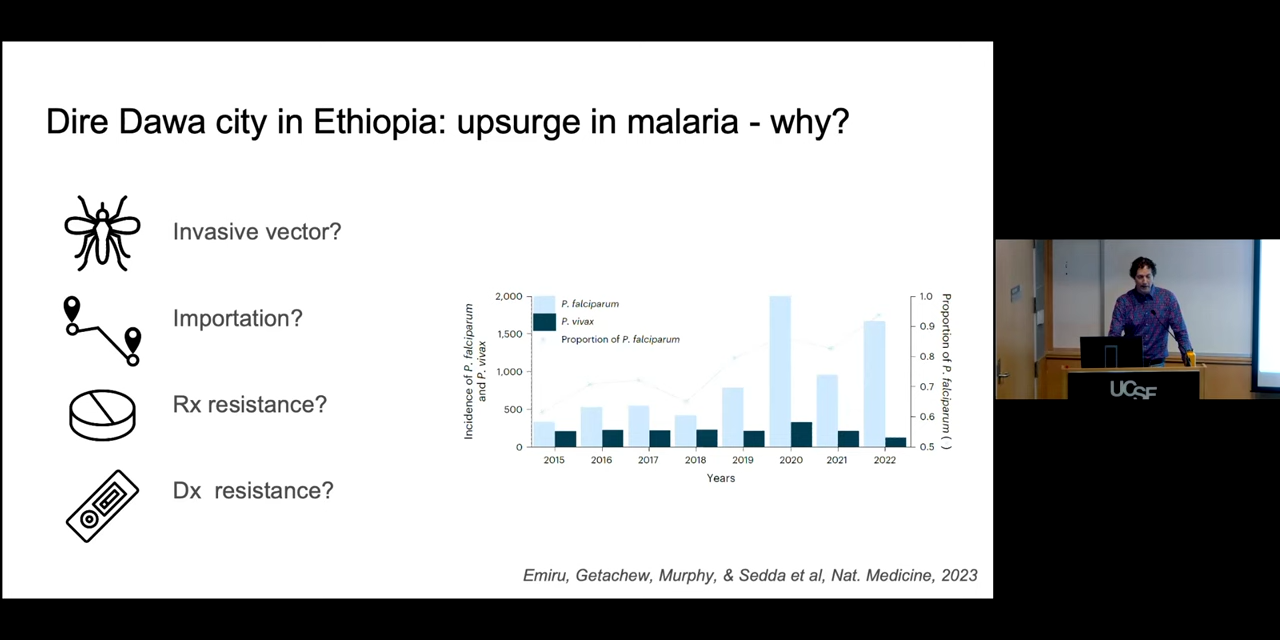 Dire Dawa city in Ethiopia: upsurge in malaria - why?
Invasive vector?
Importation?
Rx resistance?
Dx resistance?
Incidence of P. falciparum
and P. vivax
2,000
1,500
1,000
500
0
P. falciparum
P. vivax
Proportion of P. falciparum
1.0
0.9
0.8
0.7
0.6
0.5
Proportion of P. falciparum ( )
2015
2016
2017
2018
2019
2020
2021
2022
Years
Emiru, Getachew, Murphy, & Sedda et al, Nat. Medicine, 2023
UCSF